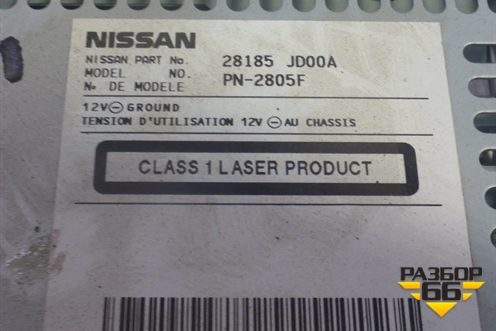 NISSAN
NISSAN PART No. 28185 JD00A
MODEL NO. PN-2805F
No DE MODELE
12V⊖GROUND
TENSION D'UTILISATION 12V⊖AU CHASSIS
CLASS 1 LASER PRODUCT
РАЗБОР
66